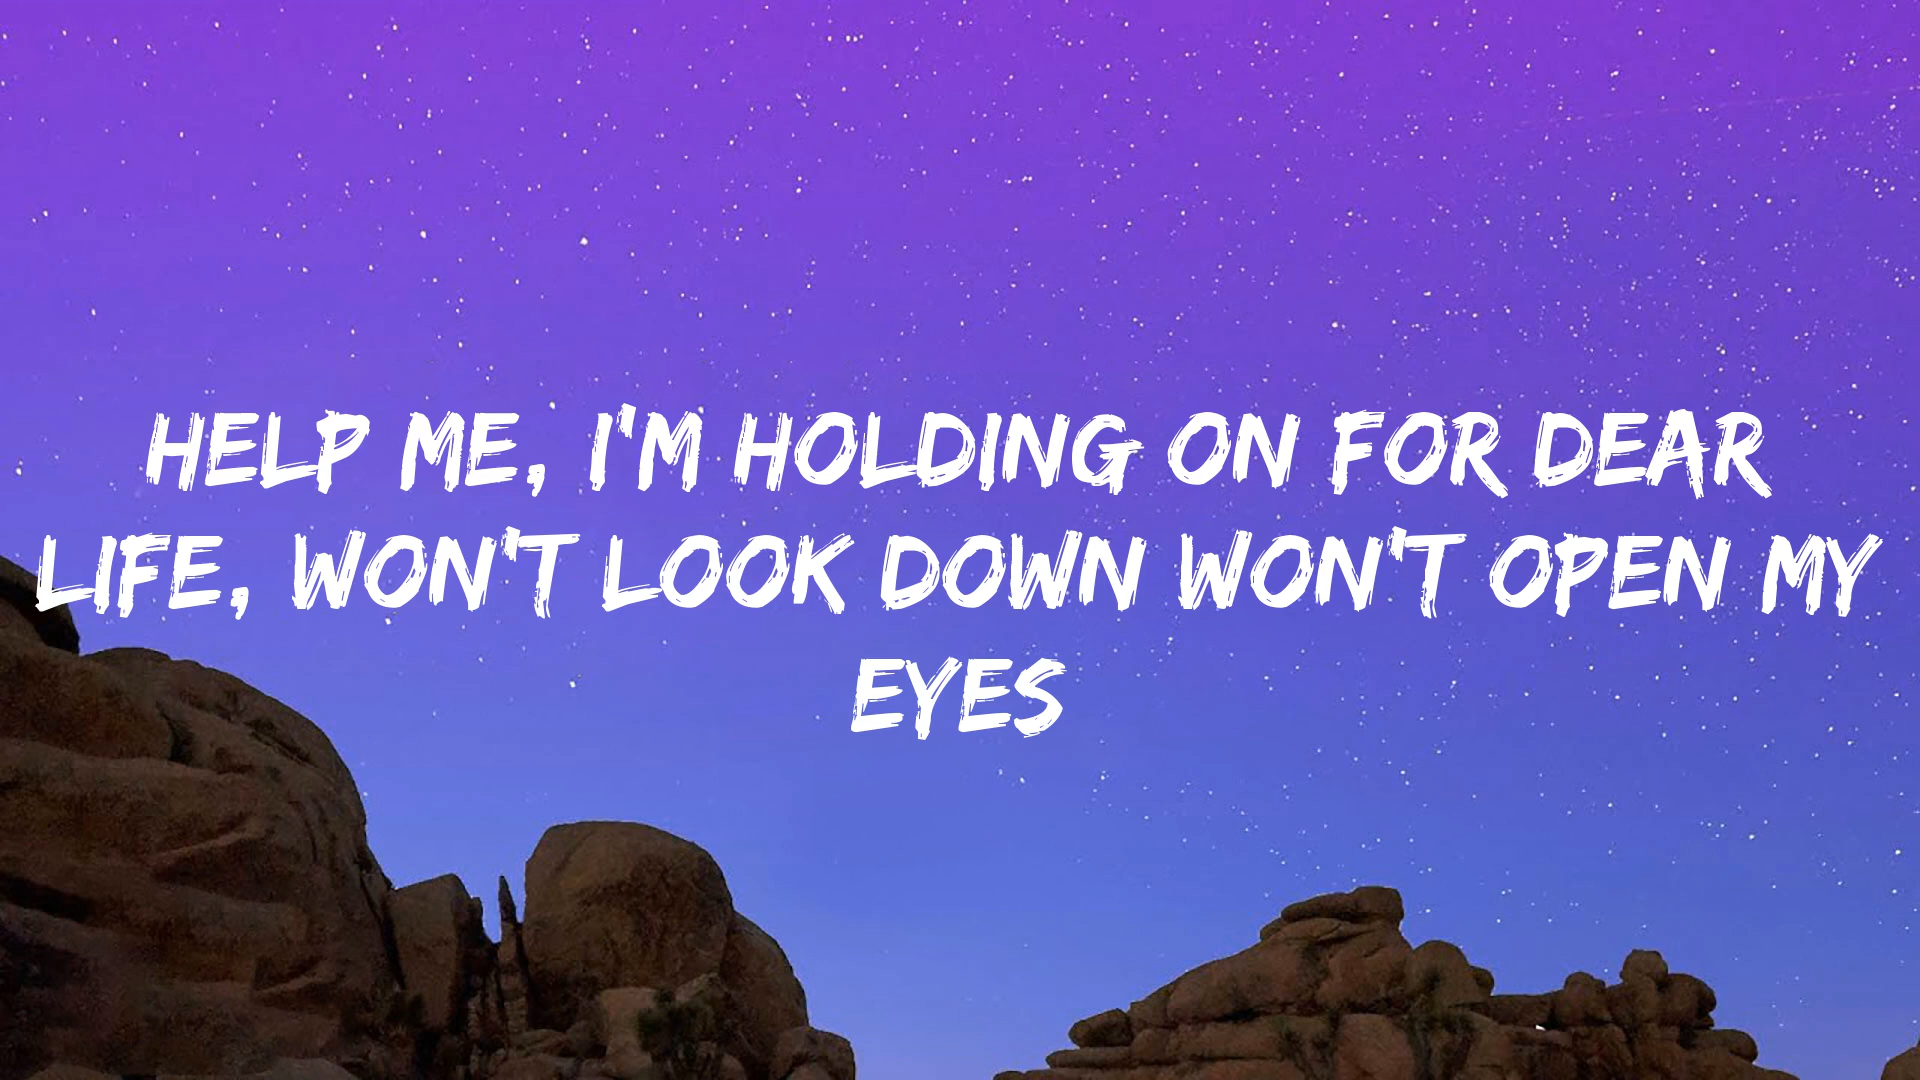 HELP ME, I'M HOLDING ON FOR DEAR
LIFE, WON'T LOOK DOWN WON'T OPEN MY
EYES